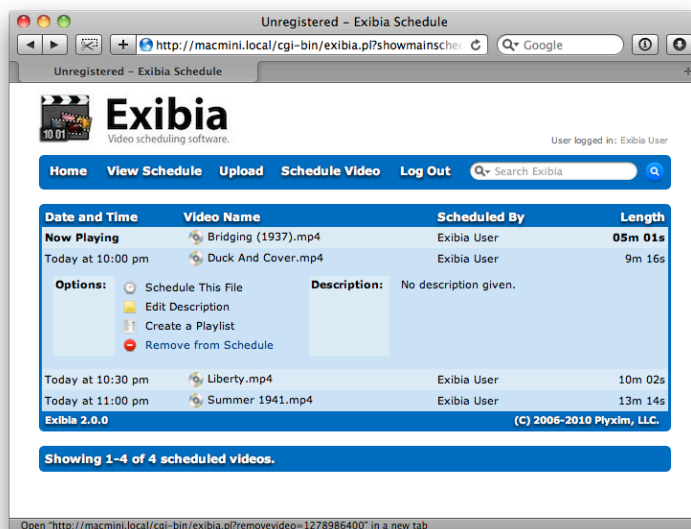 Unregistered – Exibia Schedule
http://macmini.local/cgi-bin/exibia.pl?showmainsche
Google
Unregistered – Exibia Schedule
10 01
Exibia
Video scheduling software.
User logged in: Exibia User
Home View Schedule Upload Schedule Video Log Out Search Exibia
Date and Time Video Name Scheduled By Length
Now Playing Bridging (1937).mp4 Exibia User 05m 01s
Today at 10:00 pm Duck And Cover.mp4 Exibia User 9m 16s
Options: Schedule This File Description: No description given.
Edit Description
Create a Playlist
Remove from Schedule
Today at 10:30 pm Liberty.mp4 Exibia User 10m 02s
Today at 11:00 pm Summer 1941.mp4 Exibia User 13m 14s
Exibia 2.0.0 (C) 2006-2010 Plyxim, LLC.
Showing 1-4 of 4 scheduled videos.
Open "http://macmini.local/cgi-bin/exibia.pl?removevideo=1278986400" in a new tab